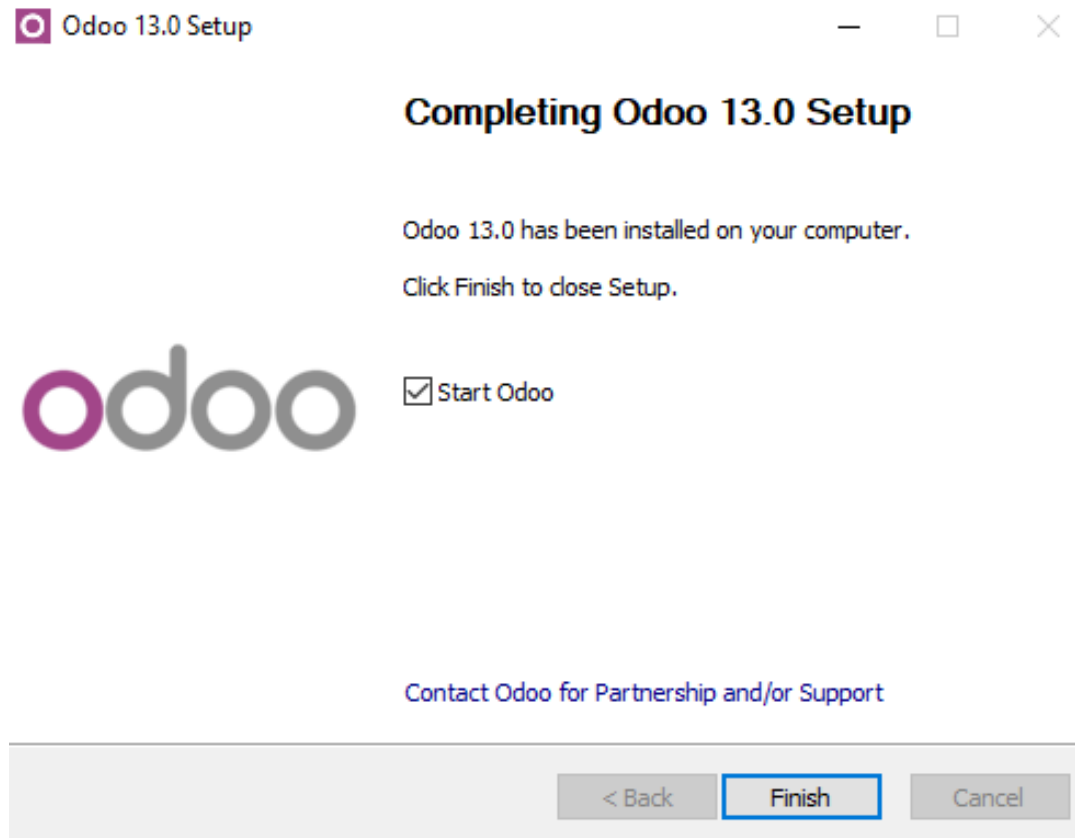 Odoo 13.0 Setup
Completing Odoo 13.0 Setup
Odoo 13.0 has been installed on your computer.
Click Finish to close Setup.
odoo
Start Odoo
Contact Odoo for Partnership and/or Support
< Back
Finish
Cancel